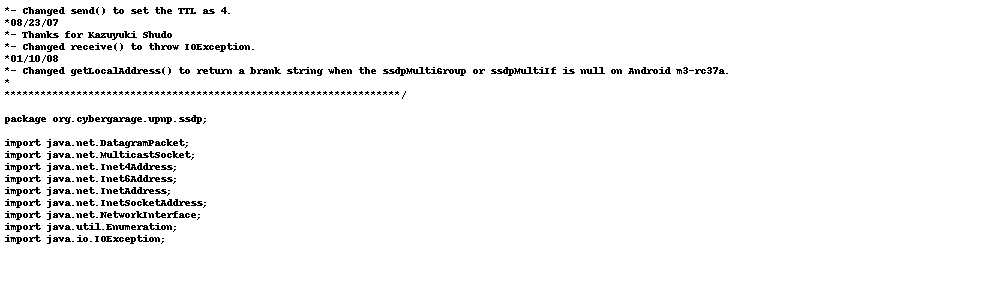 *- Changed send() to set the TTL as 4.
*08/23/07
*- Thanks for Kazuyuki Shudo
*- Changed receive() to throw IOException.
*01/10/08
*- Changed getLocalAddress() to return a brank string when the ssdpMultiGroup or ssdpMultiIf is null on Android m3-rc37a.
*
******************************************************************/
package org.cybergarage.upnp.ssdp;
import java.net.DatagramPacket;
import java.net.MulticastSocket;
import java.net.Inet4Address;
import java.net.Inet6Address;
import java.net.InetAddress;
import java.net.InetSocketAddress;
import java.net.NetworkInterface;
import java.util.Enumeration;
import java.io.IOException;